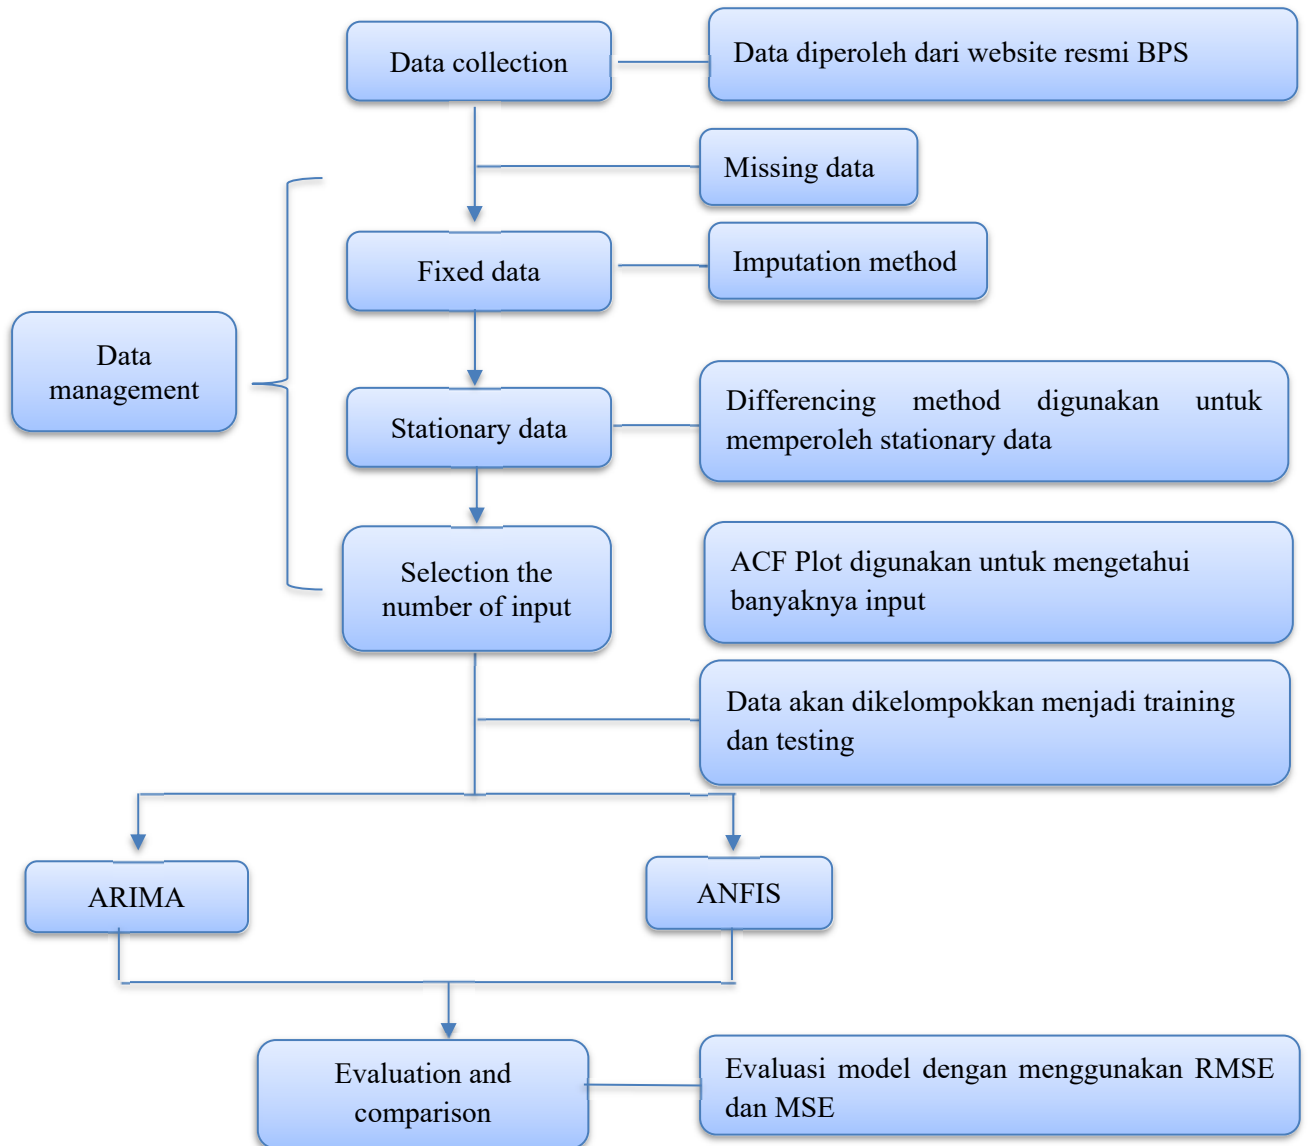 Data collection
Data diperoleh dari website resmi BPS
Missing data
Fixed data
Imputation method
Data
management
Stationary data
Differencing method digunakan untuk
memperoleh stationary data
Selection the
number of input
ACF Plot digunakan untuk mengetahui
banyaknya input
Data akan dikelompokkan menjadi training
dan testing
ARIMA
ANFIS
Evaluation and
comparison
Evaluasi model dengan menggunakan RMSE
dan MSE